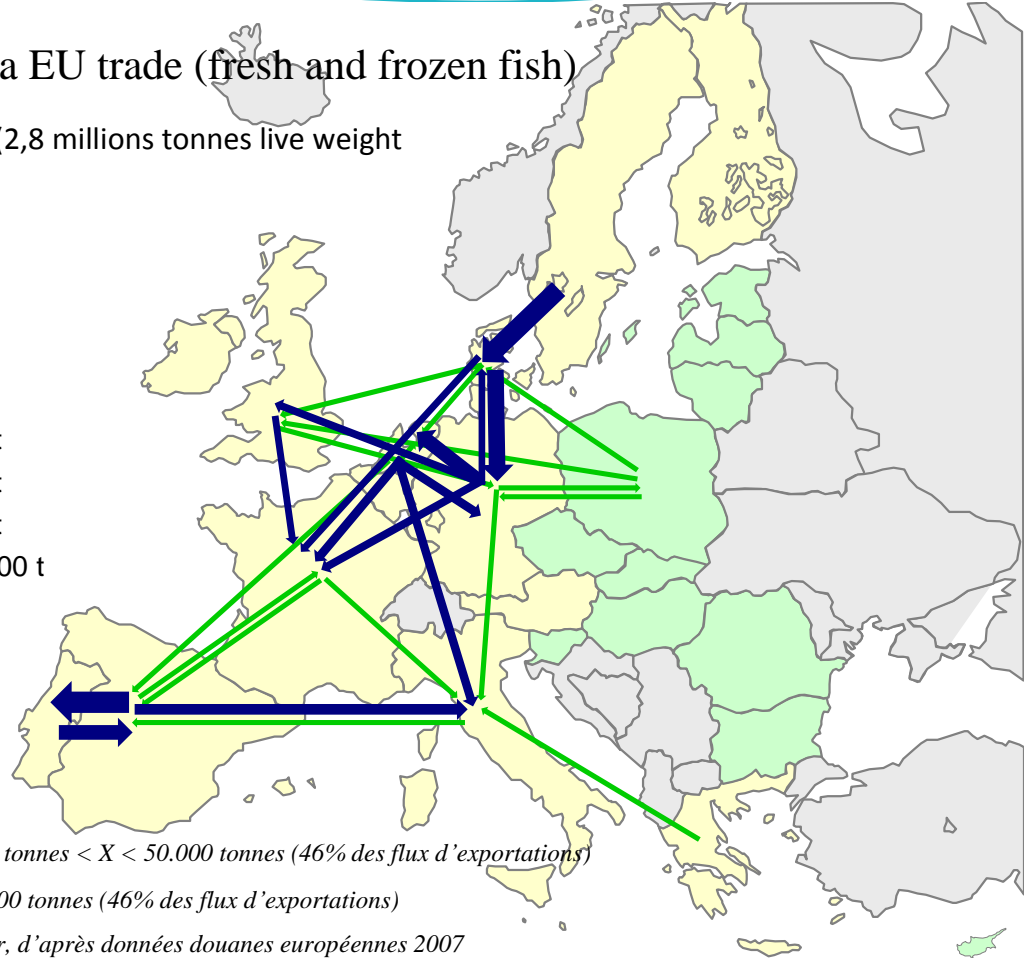 a EU trade (fresh and frozen fish)
(2,8 millions tonnes live weight
t
t
t
00 t
tonnes < X < 50.000 tonnes (46% des flux d’exportations)
00 tonnes (46% des flux d’exportations)
r, d’après données douanes européennes 2007